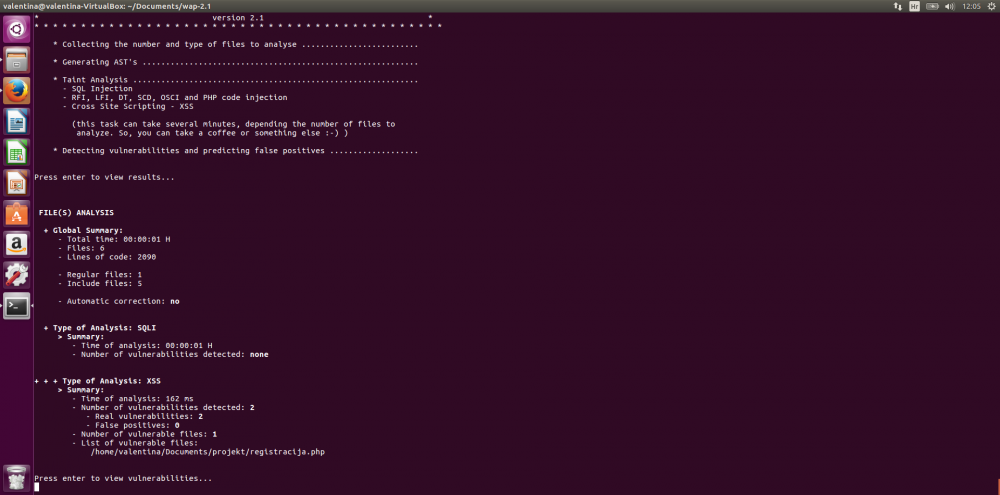 valentina@valentina-VirtualBox: ~/Documents/wap-2.1
Hr
12:05
* version 2.1 *
* * * * * * * * * * * * * * * * * * * * * * * * * * * * * * * * * * * * * * * * * * * *
* Collecting the number and type of files to analyse .........................
* Generating AST's ...........................................................
* Taint Analysis .............................................................
- SQL Injection
- RFI, LFI, DT, SCD, OSCI and PHP code injection
- Cross Site Scripting - XSS
(this task can take several minutes, depending the number of files to
analyze. So, you can take a coffee or something else :-) )
* Detecting vulnerabilities and predicting false positives ...................
Press enter to view results...
FILE(S) ANALYSIS
+ Global Summary:
- Total time: 00:00:01 H
- Files: 6
- Lines of code: 2090
- Regular files: 1
- Include files: 5
- Automatic correction: no
+ Type of Analysis: SQLI
> Summary:
- Time of analysis: 00:00:01 H
- Number of vulnerabilities detected: none
+ + + Type of Analysis: XSS
> Summary:
- Time of analysis: 162 ms
- Number of vulnerabilities detected: 2
- Real vulnerabilities: 2
- False positives: 0
- Number of vulnerable files: 1
- List of vulnerable files:
/home/valentina/Documents/projekt/registracija.php
Press enter to view vulnerabilities...